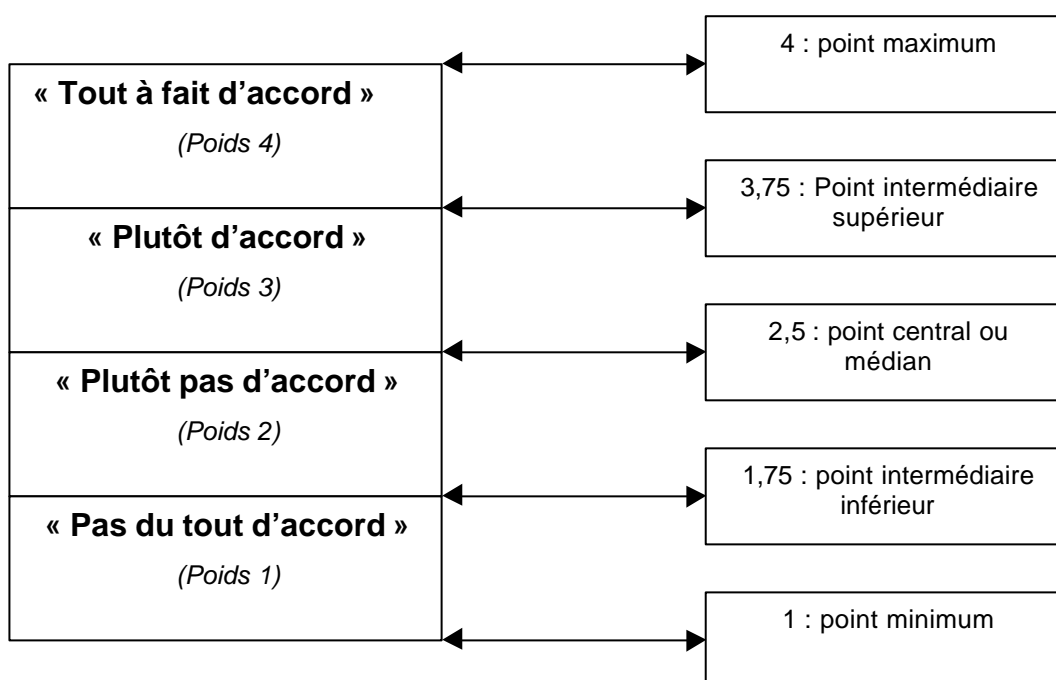 4 : point maximum
« Tout à fait d’accord »
(Poids 4)
3,75 : Point intermédiaire
supérieur
« Plutôt d’accord »
(Poids 3)
2,5 : point central ou
médian
« Plutôt pas d’accord »
(Poids 2)
1,75 : point intermédiaire
inférieur
« Pas du tout d’accord »
(Poids 1)
1 : point minimum